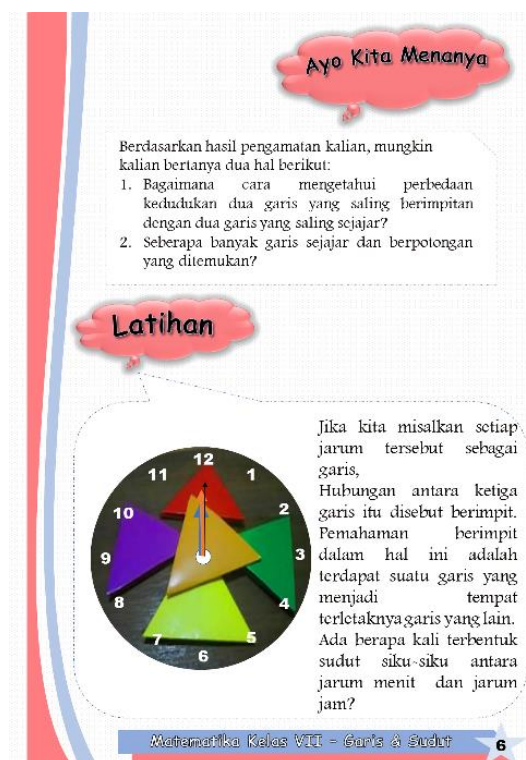 Ayo Kita Menanya
Berdasarkan hasil pengamatan kalian, mungkin
kalian bertanya dua hal berikut:
1. Bagaimana cara mengetahui perbedaan
kedudukan dua garis yang saling berimpitan
dengan dua garis yang saling sejajar?
2. Seberapa banyak garis sejajar dan berpotongan
yang ditemukan?
Latihan
Jika kita misalkan setiap
jarum tersebut sebagai
garis,
Hubungan antara ketiga
garis itu disebut berimpit.
Pemahaman berimpit
dalam hal ini adalah
terdapat suatu garis yang
menjadi tempat
terletaknya garis yang lain.
Ada berapa kali terbentuk
sudut siku-siku antara
jarum menit dan jarum
jam?
12
11 1
10 2
9 3
8 4
7 5
6
Matematika Kelas VII - Garis & Sudut
6